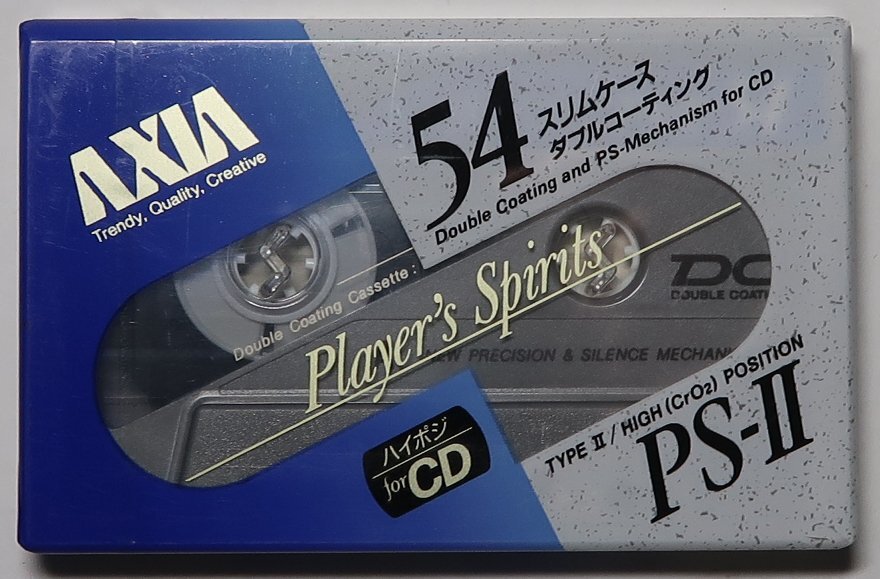 AXIA
Trendy, Quality, Creative
54
スリムケース
ダブルコーティング
Double Coating and PS-Mechanism for CD
DC
DOUBLE COATI
Double Coating Cassette:
Player's Spirits
PRECISION & SILENCE MECHANI
ハイポジ
for CD
TYPE II / HIGH (CrO2) POSITION
PS-II